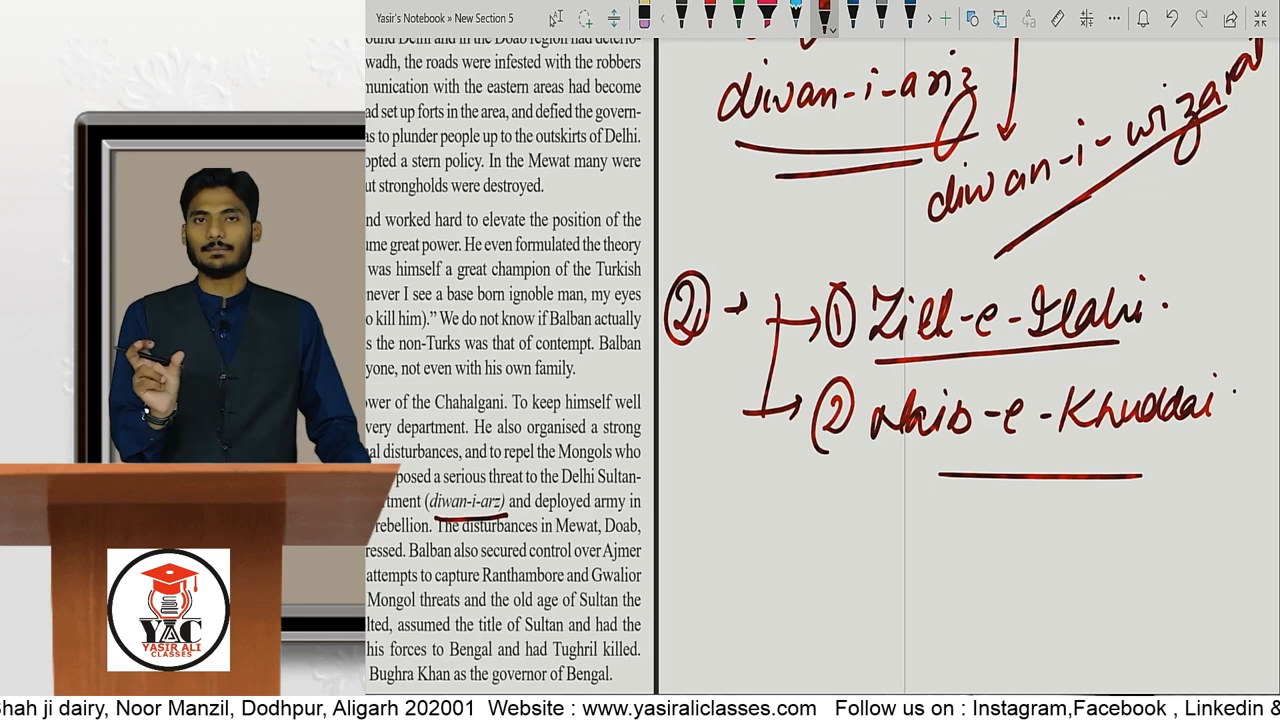 Yasir's Notebook » New Section 5
ound Delhi and in the Doab region had deterio-
wadh, the roads were infested with the robbers
munication with the eastern areas had become
ad set up forts in the area, and defied the govern-
as to plunder people up to the outskirts of Delhi.
opted a stern policy. In the Mewat many were
ut strongholds were destroyed.
nd worked hard to elevate the position of the
ume great power. He even formulated the theory
was himself a great champion of the Turkish
never I see a base born ignoble man, my eyes
o kill him)." We do not know if Balban actually
s the non-Turks was that of contempt. Balban
yone, not even with his own family.
ower of the Chahalgani. To keep himself well
very department. He also organised a strong
al disturbances, and to repel the Mongols who
posed a serious threat to the Delhi Sultan-
tment (diwan-i-arz) and deployed army in
rebellion. The disturbances in Mewat, Doab,
ressed. Balban also secured control over Ajmer
attempts to capture Ranthambore and Gwalior
Mongol threats and the old age of Sultan the
lted, assumed the title of Sultan and had the
his forces to Bengal and had Tughril killed.
Bughra Khan as the governor of Bengal.
diwan-i-ariz
diwan-i-wizarat
② → ① Zill-e-Ilahi.
② Naib-e-Khuddai
YAC
YASIR ALI
CLASSES
hah ji dairy, Noor Manzil, Dodhpur, Aligarh 202001 Website : www.yasiraliclasses.com Follow us on : Instagram,Facebook , Linkedin &